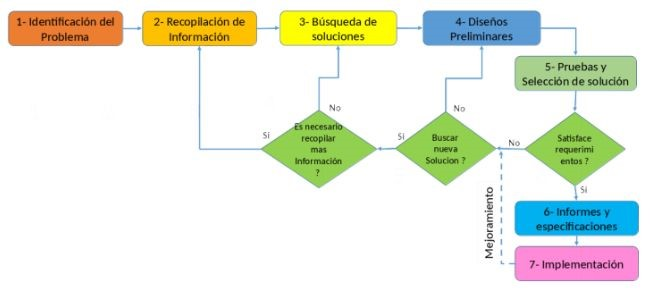 1- Identificación del
Problema
2- Recopilación de
Información
3- Búsqueda de
soluciones
4- Diseños
Preliminares
5- Pruebas y
Selección de solución
No
No
Sí
Es necesario
recopilar
mas
Información
?
Si
Buscar
nueva
Solucion ?
No
Satisface
requerimi
entos ?
Si
Mejoramiento
6- Informes y
especificaciones
7- Implementación